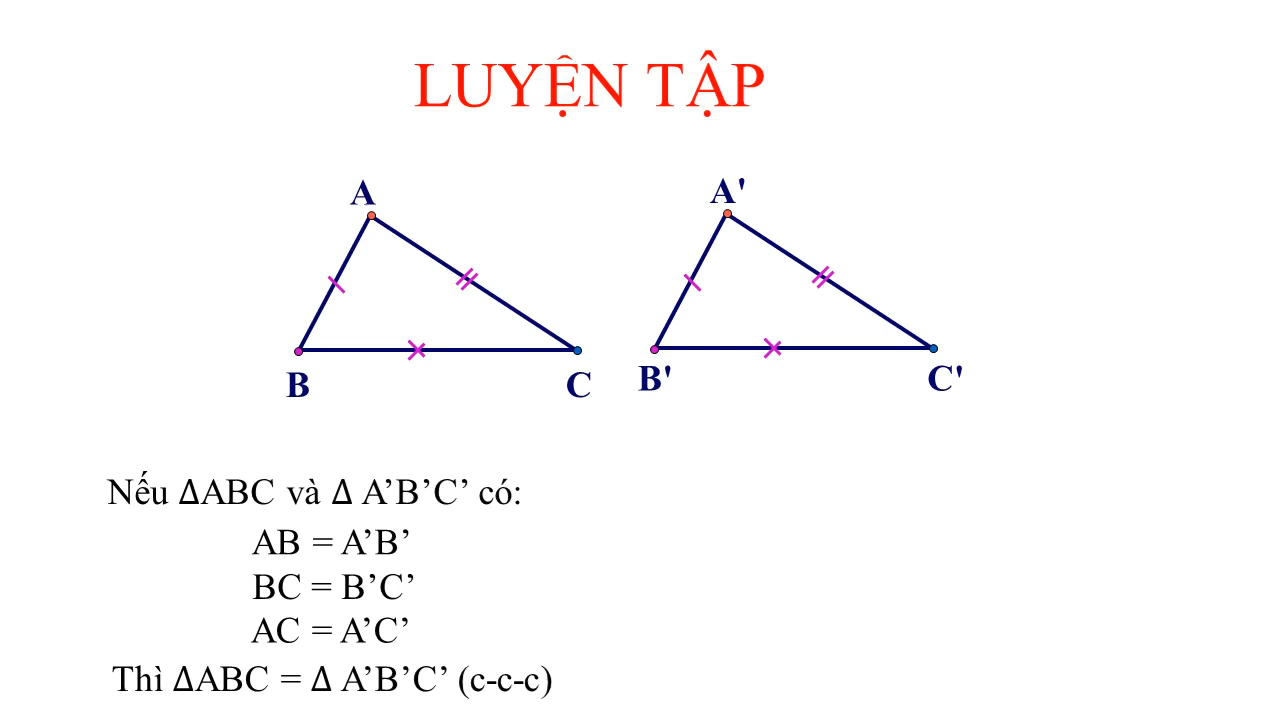 LUYỆN TẬP
A
A'
B
C
B'
C'
Nếu ΔABC và Δ A’B’C’ có:
AB = A’B’
BC = B’C’
AC = A’C’
Thì ΔABC = Δ A’B’C’ (c-c-c)